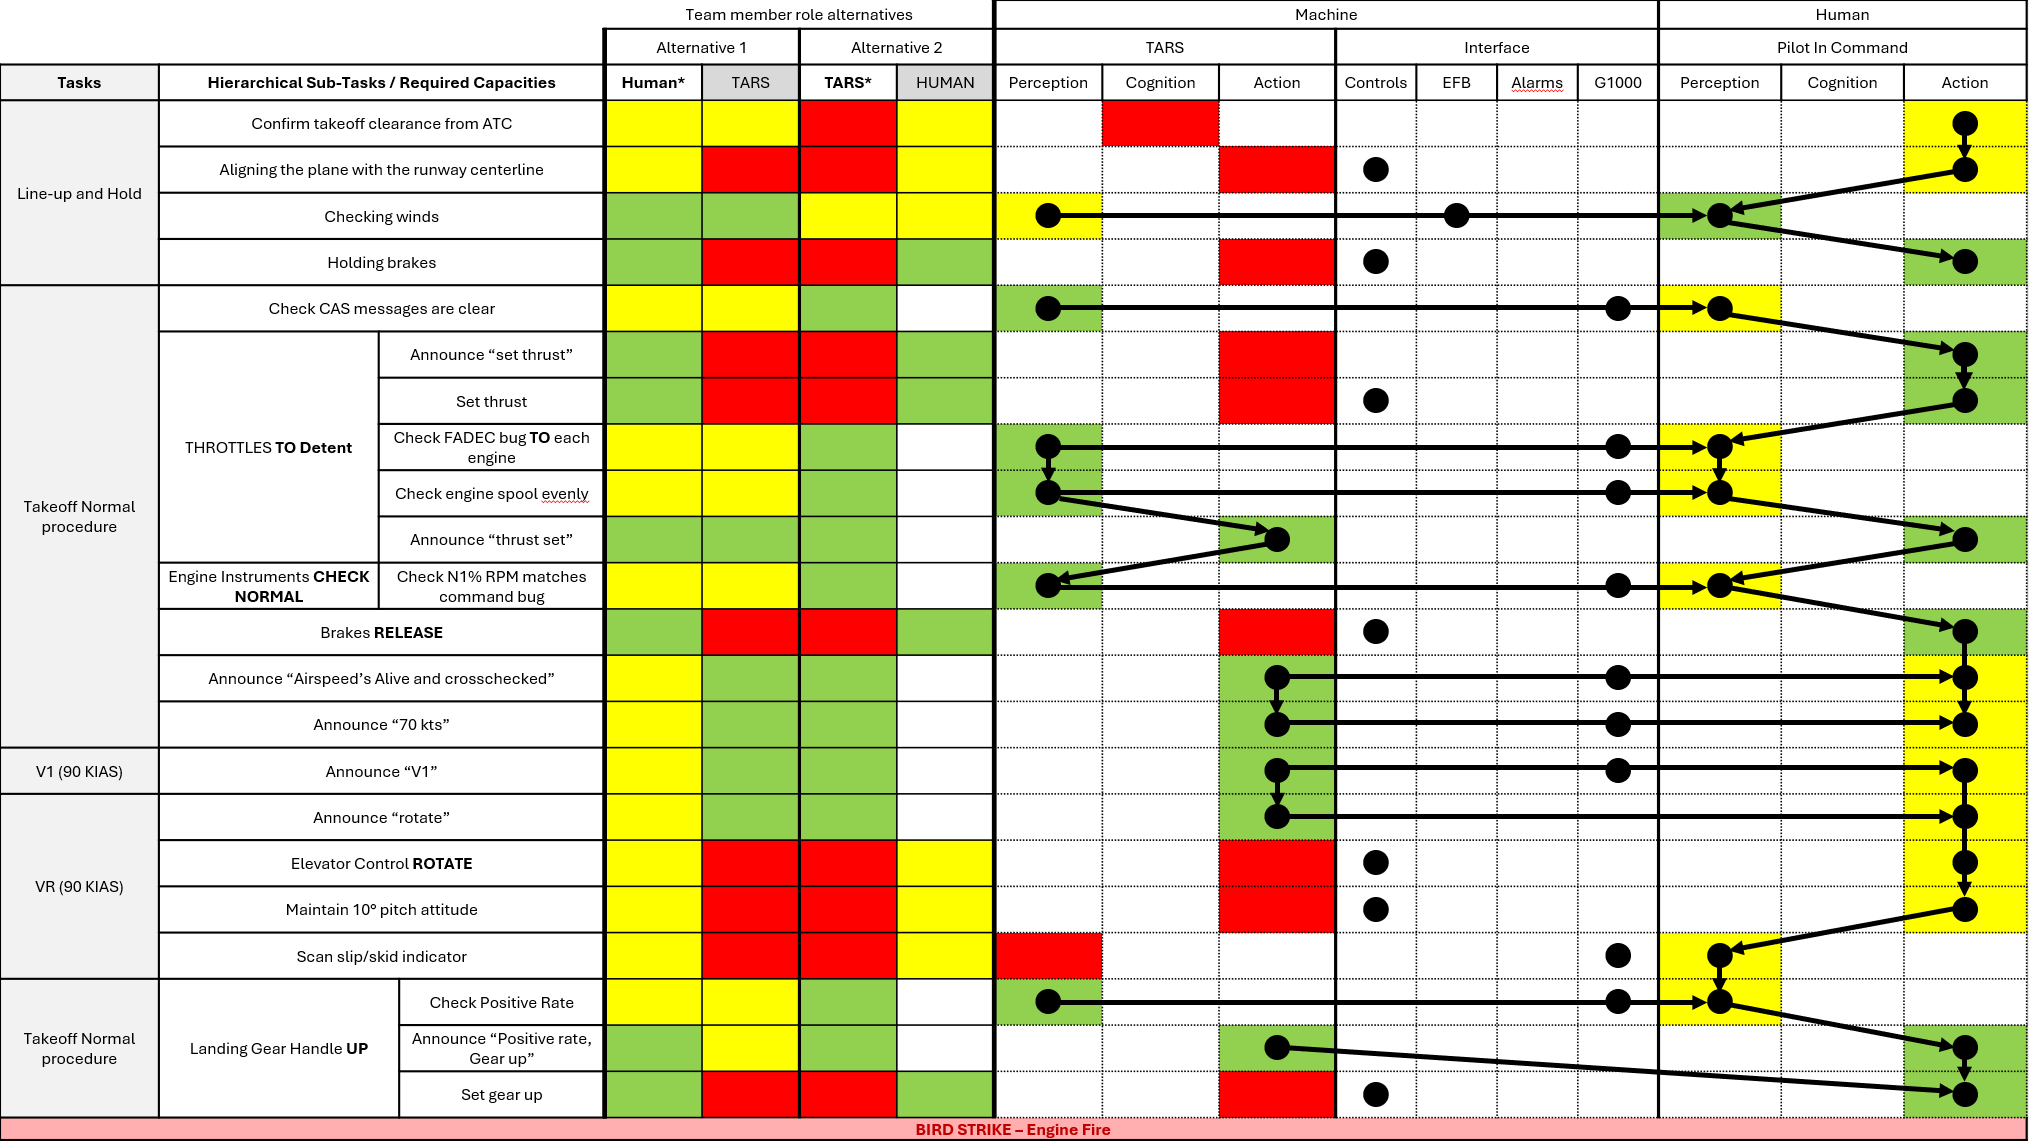 Team member role alternatives
Machine
Human
Alternative 1
Alternative 2
TARS
Interface
Pilot In Command
Tasks
Hierarchical Sub-Tasks / Required Capacities
Human*
TARS
TARS*
HUMAN
Perception
Cognition
Action
Controls
EFB
Alarms
G1000
Perception
Cognition
Action
Line-up and Hold
Confirm takeoff clearance from ATC
Aligning the plane with the runway centerline
Checking winds
Holding brakes
Takeoff Normal
procedure
Check CAS messages are clear
THROTTLES TO Detent
Announce “set thrust”
Set thrust
Check FADEC bug TO each
engine
Check engine spool evenly
Announce “thrust set”
Engine Instruments CHECK
NORMAL
Check N1% RPM matches
command bug
Brakes RELEASE
Announce “Airspeed’s Alive and crosschecked”
Announce “70 kts”
V1 (90 KIAS)
Announce “V1”
VR (90 KIAS)
Announce “rotate”
Elevator Control ROTATE
Maintain 10° pitch attitude
Scan slip/skid indicator
Takeoff Normal
procedure
Landing Gear Handle UP
Check Positive Rate
Announce “Positive rate,
Gear up”
Set gear up
BIRD STRIKE – Engine Fire